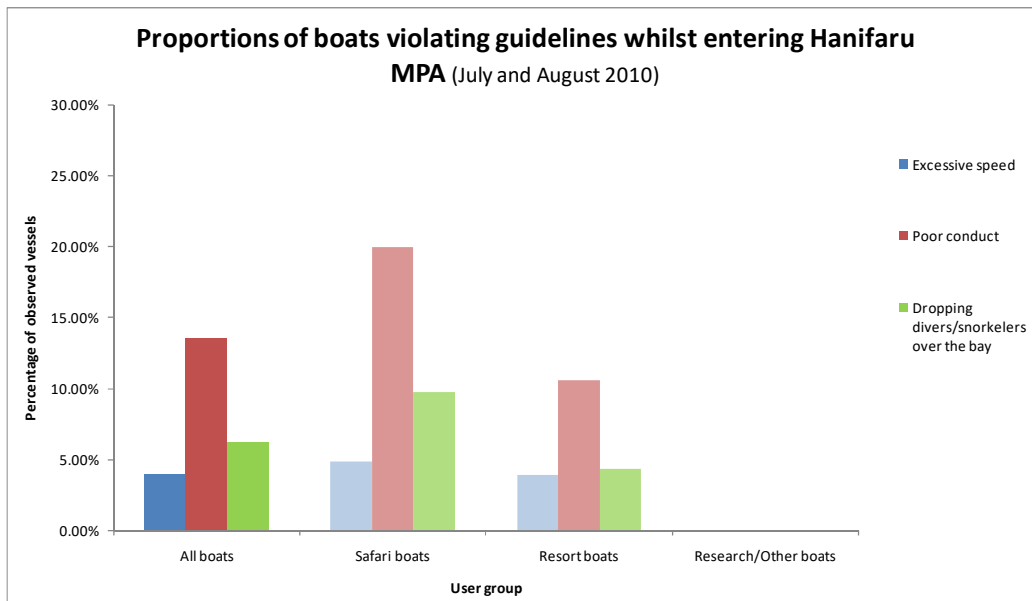 Proportions of boats violating guidelines whilst entering Hanifaru
MPA (July and August 2010)
30.00%
25.00%
20.00%
15.00%
10.00%
5.00%
0.00%
Percentage of observed vessels
All boats
Safari boats
Resort boats
Research/Other boats
User group
Excessive speed
Poor conduct
Dropping
divers/snorkelers
over the bay